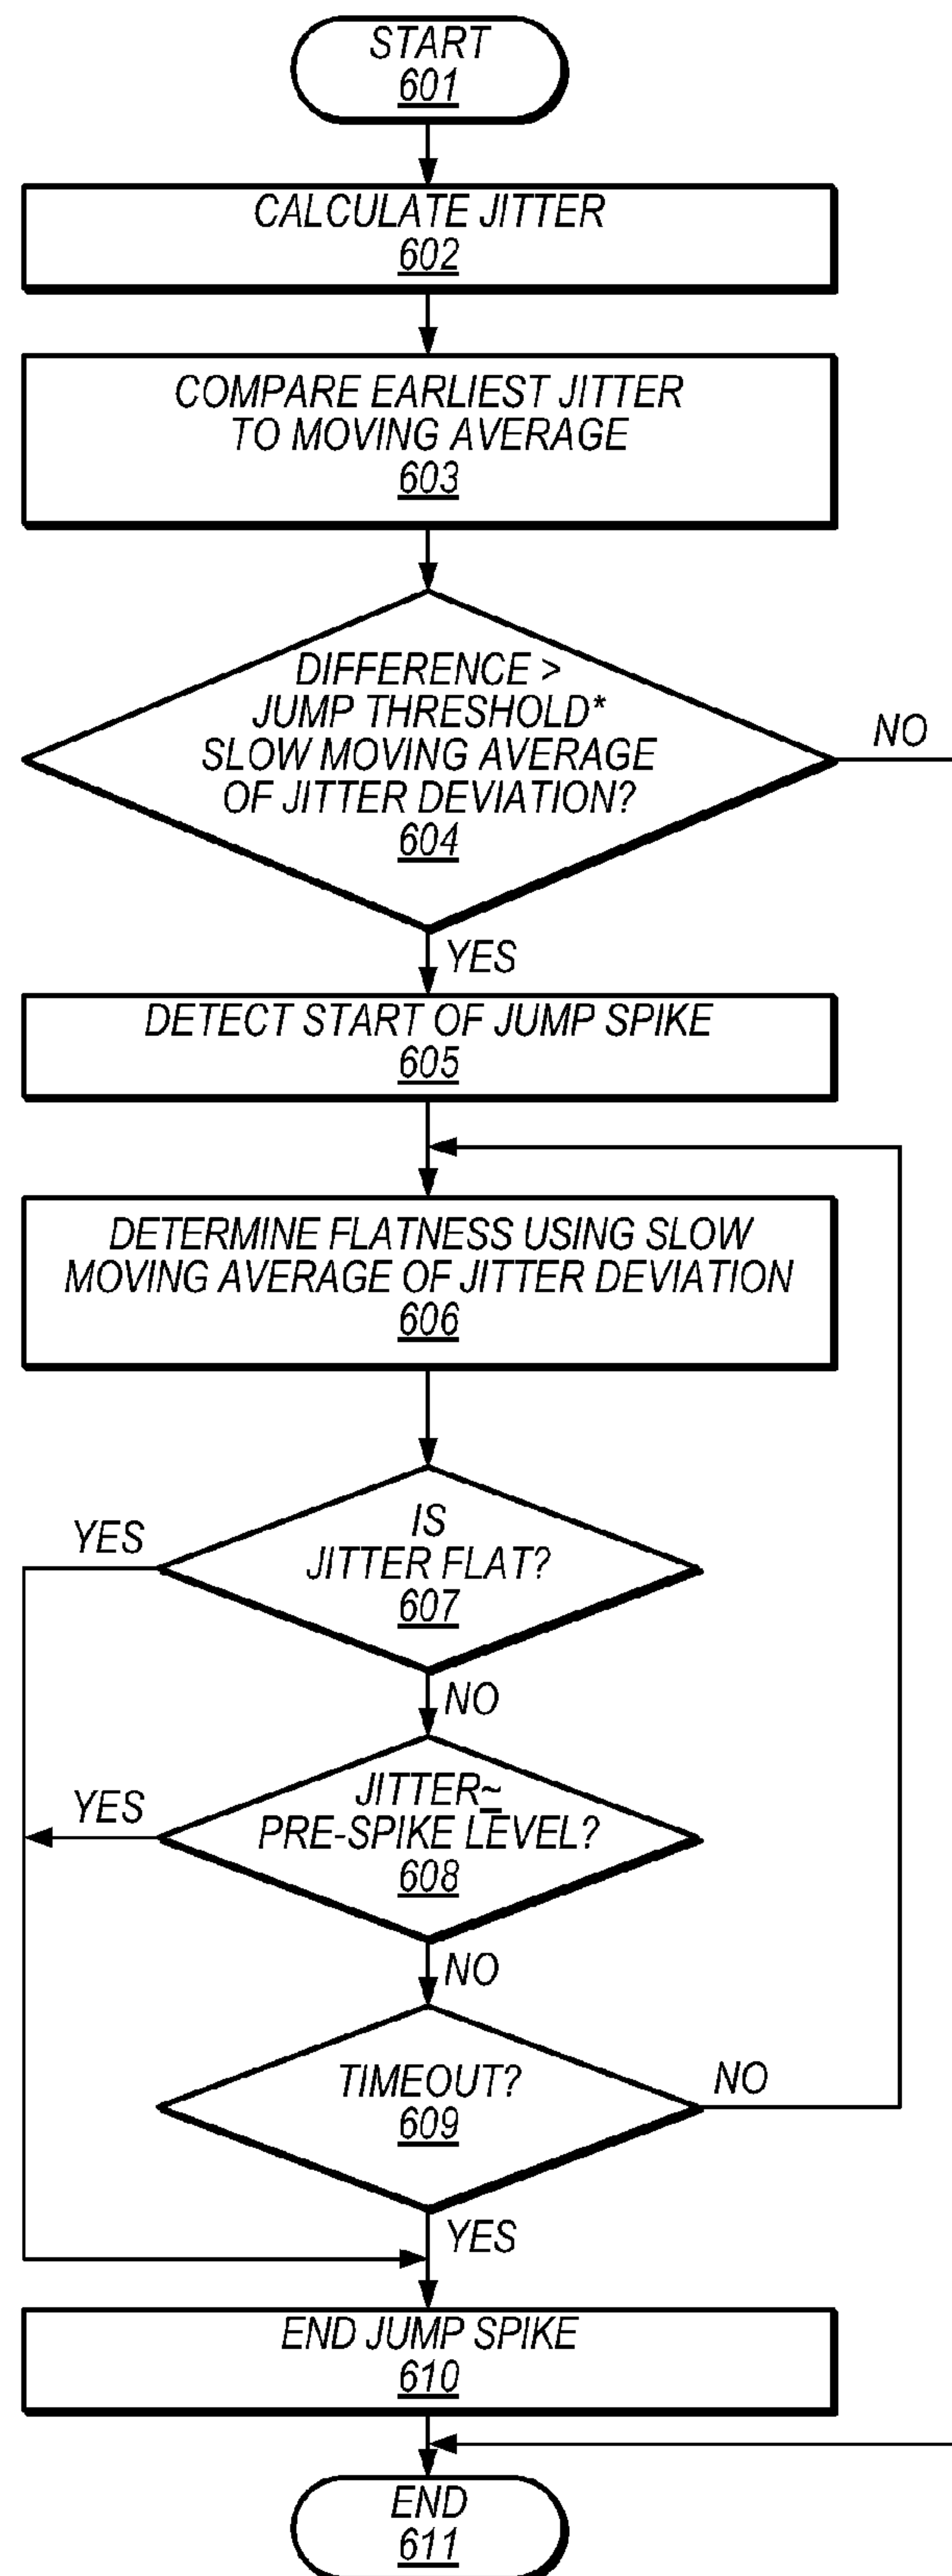 START
601
CALCULATE JITTER
602
COMPARE EARLIEST JITTER
TO MOVING AVERAGE
603
DIFFERENCE >
JUMP THRESHOLD*
SLOW MOVING AVERAGE
OF JITTER DEVIATION?
604
NO
YES
DETECT START OF JUMP SPIKE
605
DETERMINE FLATNESS USING SLOW
MOVING AVERAGE OF JITTER DEVIATION
606
YES
IS
JITTER FLAT?
607
NO
YES
JITTER~
PRE-SPIKE LEVEL?
608
NO
TIMEOUT?
609
NO
YES
END JUMP SPIKE
610
END
611